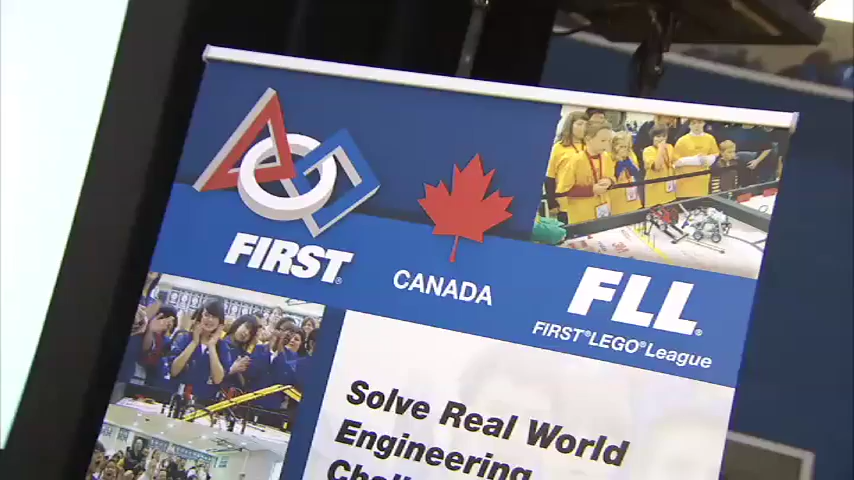 FIRST®
CANADA
FLL®
FIRST® LEGO® League
Solve Real World
Engineering